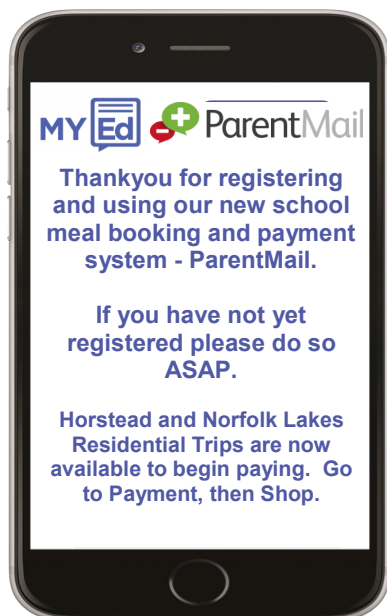 MY Ed ParentMail
Thankyou for registering
and using our new school
meal booking and payment
system - ParentMail.
If you have not yet
registered please do so
ASAP.
Horstead and Norfolk Lakes
Residential Trips are now
available to begin paying. Go
to Payment, then Shop.